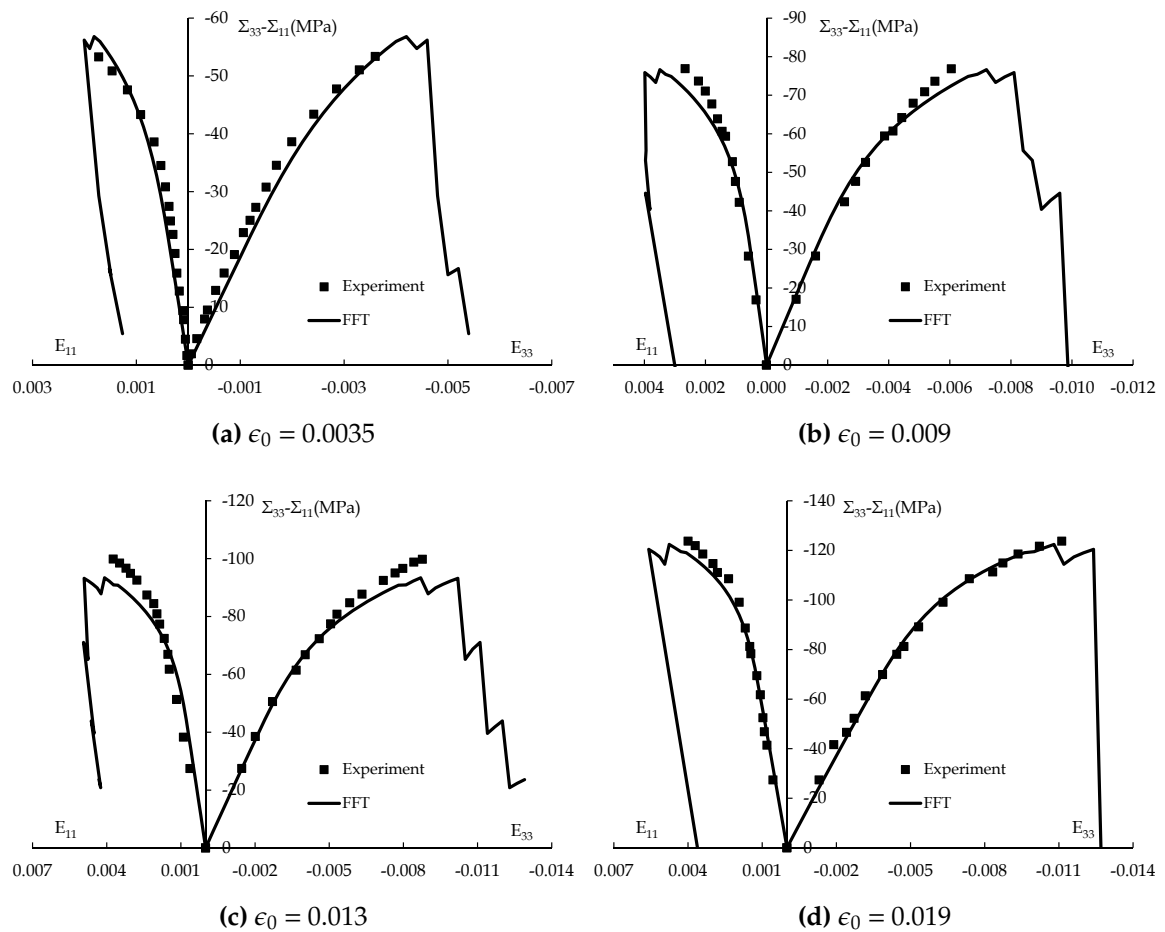 -60
Σ33-Σ11(MPa)
-50
-40
-30
-20
Experiment
-10
FFT
E11
0
E33
0.003 0.001 -0.001 -0.003 -0.005 -0.007
(a) ϵ0 = 0.0035
-90
Σ33-Σ11(MPa)
-80
-70
-60
-50
-40
-30
Experiment
-20
FFT
-10
E11
0
E33
0.004 0.002 0.000 -0.002 -0.004 -0.006 -0.008 -0.010 -0.012
(b) ϵ0 = 0.009
-120
Σ33-Σ11(MPa)
-100
-80
-60
-40
Experiment
-20
FFT
E11
0
E33
0.007 0.004 0.001 -0.002 -0.005 -0.008 -0.011 -0.014
(c) ϵ0 = 0.013
-140
Σ33-Σ11(MPa)
-120
-100
-80
-60
-40
Experiment
-20
FFT
E11
0
E33
0.007 0.004 0.001 -0.002 -0.005 -0.008 -0.011 -0.014
(d) ϵ0 = 0.019